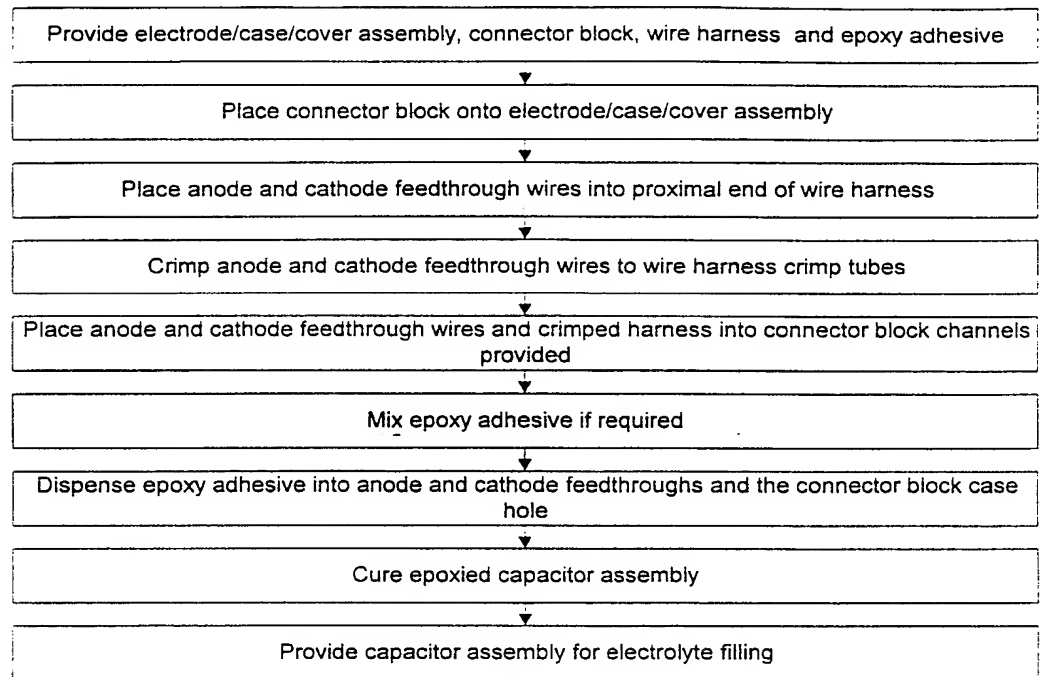 Provide electrode/case/cover assembly, connector block, wire harness and epoxy adhesive
Place connector block onto electrode/case/cover assembly
Place anode and cathode feedthrough wires into proximal end of wire harness
Crimp anode and cathode feedthrough wires to wire harness crimp tubes
Place anode and cathode feedthrough wires and crimped harness into connector block channels
provided
Mix epoxy adhesive if required
Dispense epoxy adhesive into anode and cathode feedthroughs and the connector block case
hole
Cure epoxied capacitor assembly
Provide capacitor assembly for electrolyte filling